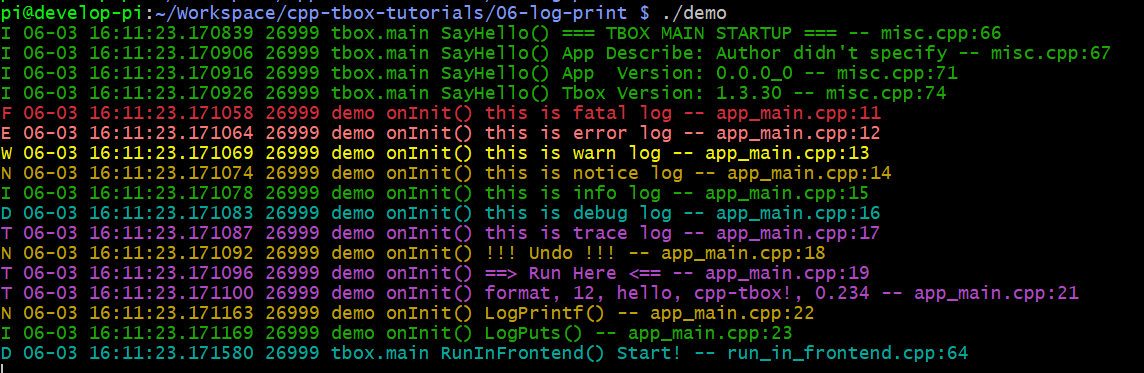 pi@develop-pi:~/Workspace/cpp-tbox-tutorials/06-log-print $ ./demo
I 06-03 16:11:23.170839 26999 tbox.main SayHello() === TBOX MAIN STARTUP === -- misc.cpp:66
I 06-03 16:11:23.170906 26999 tbox.main SayHello() App Describe: Author didn't specify -- misc.cpp:67
I 06-03 16:11:23.170916 26999 tbox.main SayHello() App  Version: 0.0.0_0 -- misc.cpp:71
I 06-03 16:11:23.170926 26999 tbox.main SayHello() Tbox Version: 1.3.30 -- misc.cpp:74
F 06-03 16:11:23.171058 26999 demo onInit() this is fatal log -- app_main.cpp:11
E 06-03 16:11:23.171064 26999 demo onInit() this is error log -- app_main.cpp:12
W 06-03 16:11:23.171069 26999 demo onInit() this is warn log -- app_main.cpp:13
N 06-03 16:11:23.171074 26999 demo onInit() this is notice log -- app_main.cpp:14
I 06-03 16:11:23.171078 26999 demo onInit() this is info log -- app_main.cpp:15
D 06-03 16:11:23.171083 26999 demo onInit() this is debug log -- app_main.cpp:16
T 06-03 16:11:23.171087 26999 demo onInit() this is trace log -- app_main.cpp:17
N 06-03 16:11:23.171092 26999 demo onInit() !!! Undo !!! -- app_main.cpp:18
T 06-03 16:11:23.171096 26999 demo onInit() ==> Run Here <== -- app_main.cpp:19
T 06-03 16:11:23.171100 26999 demo onInit() format, 12, hello, cpp-tbox!, 0.234 -- app_main.cpp:21
N 06-03 16:11:23.171163 26999 demo onInit() LogPrintf() -- app_main.cpp:22
I 06-03 16:11:23.171169 26999 demo onInit() LogPuts() -- app_main.cpp:23
D 06-03 16:11:23.171580 26999 tbox.main RunInFrontend() Start! -- run_in_frontend.cpp:64